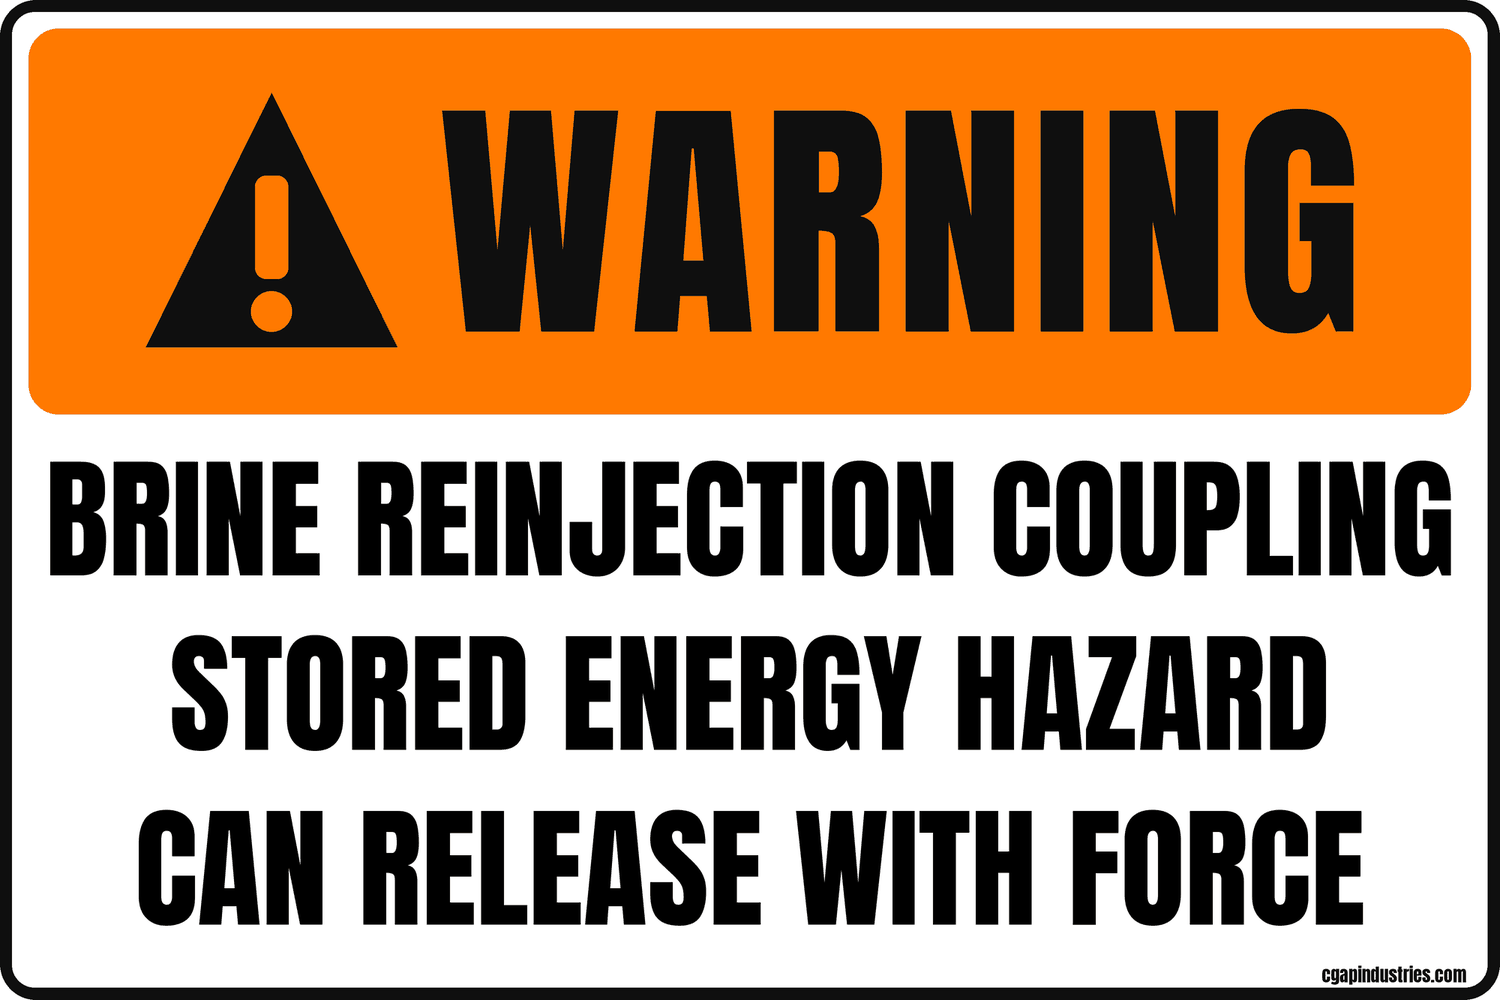 WARNING
BRINE REINJECTION COUPLING
STORED ENERGY HAZARD
CAN RELEASE WITH FORCE
cgapindustries.com